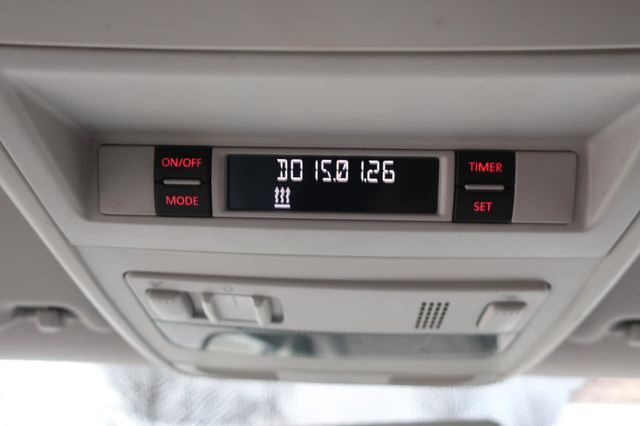 ON/OFF
MODE
DO 15.01.26
TIMER
SET